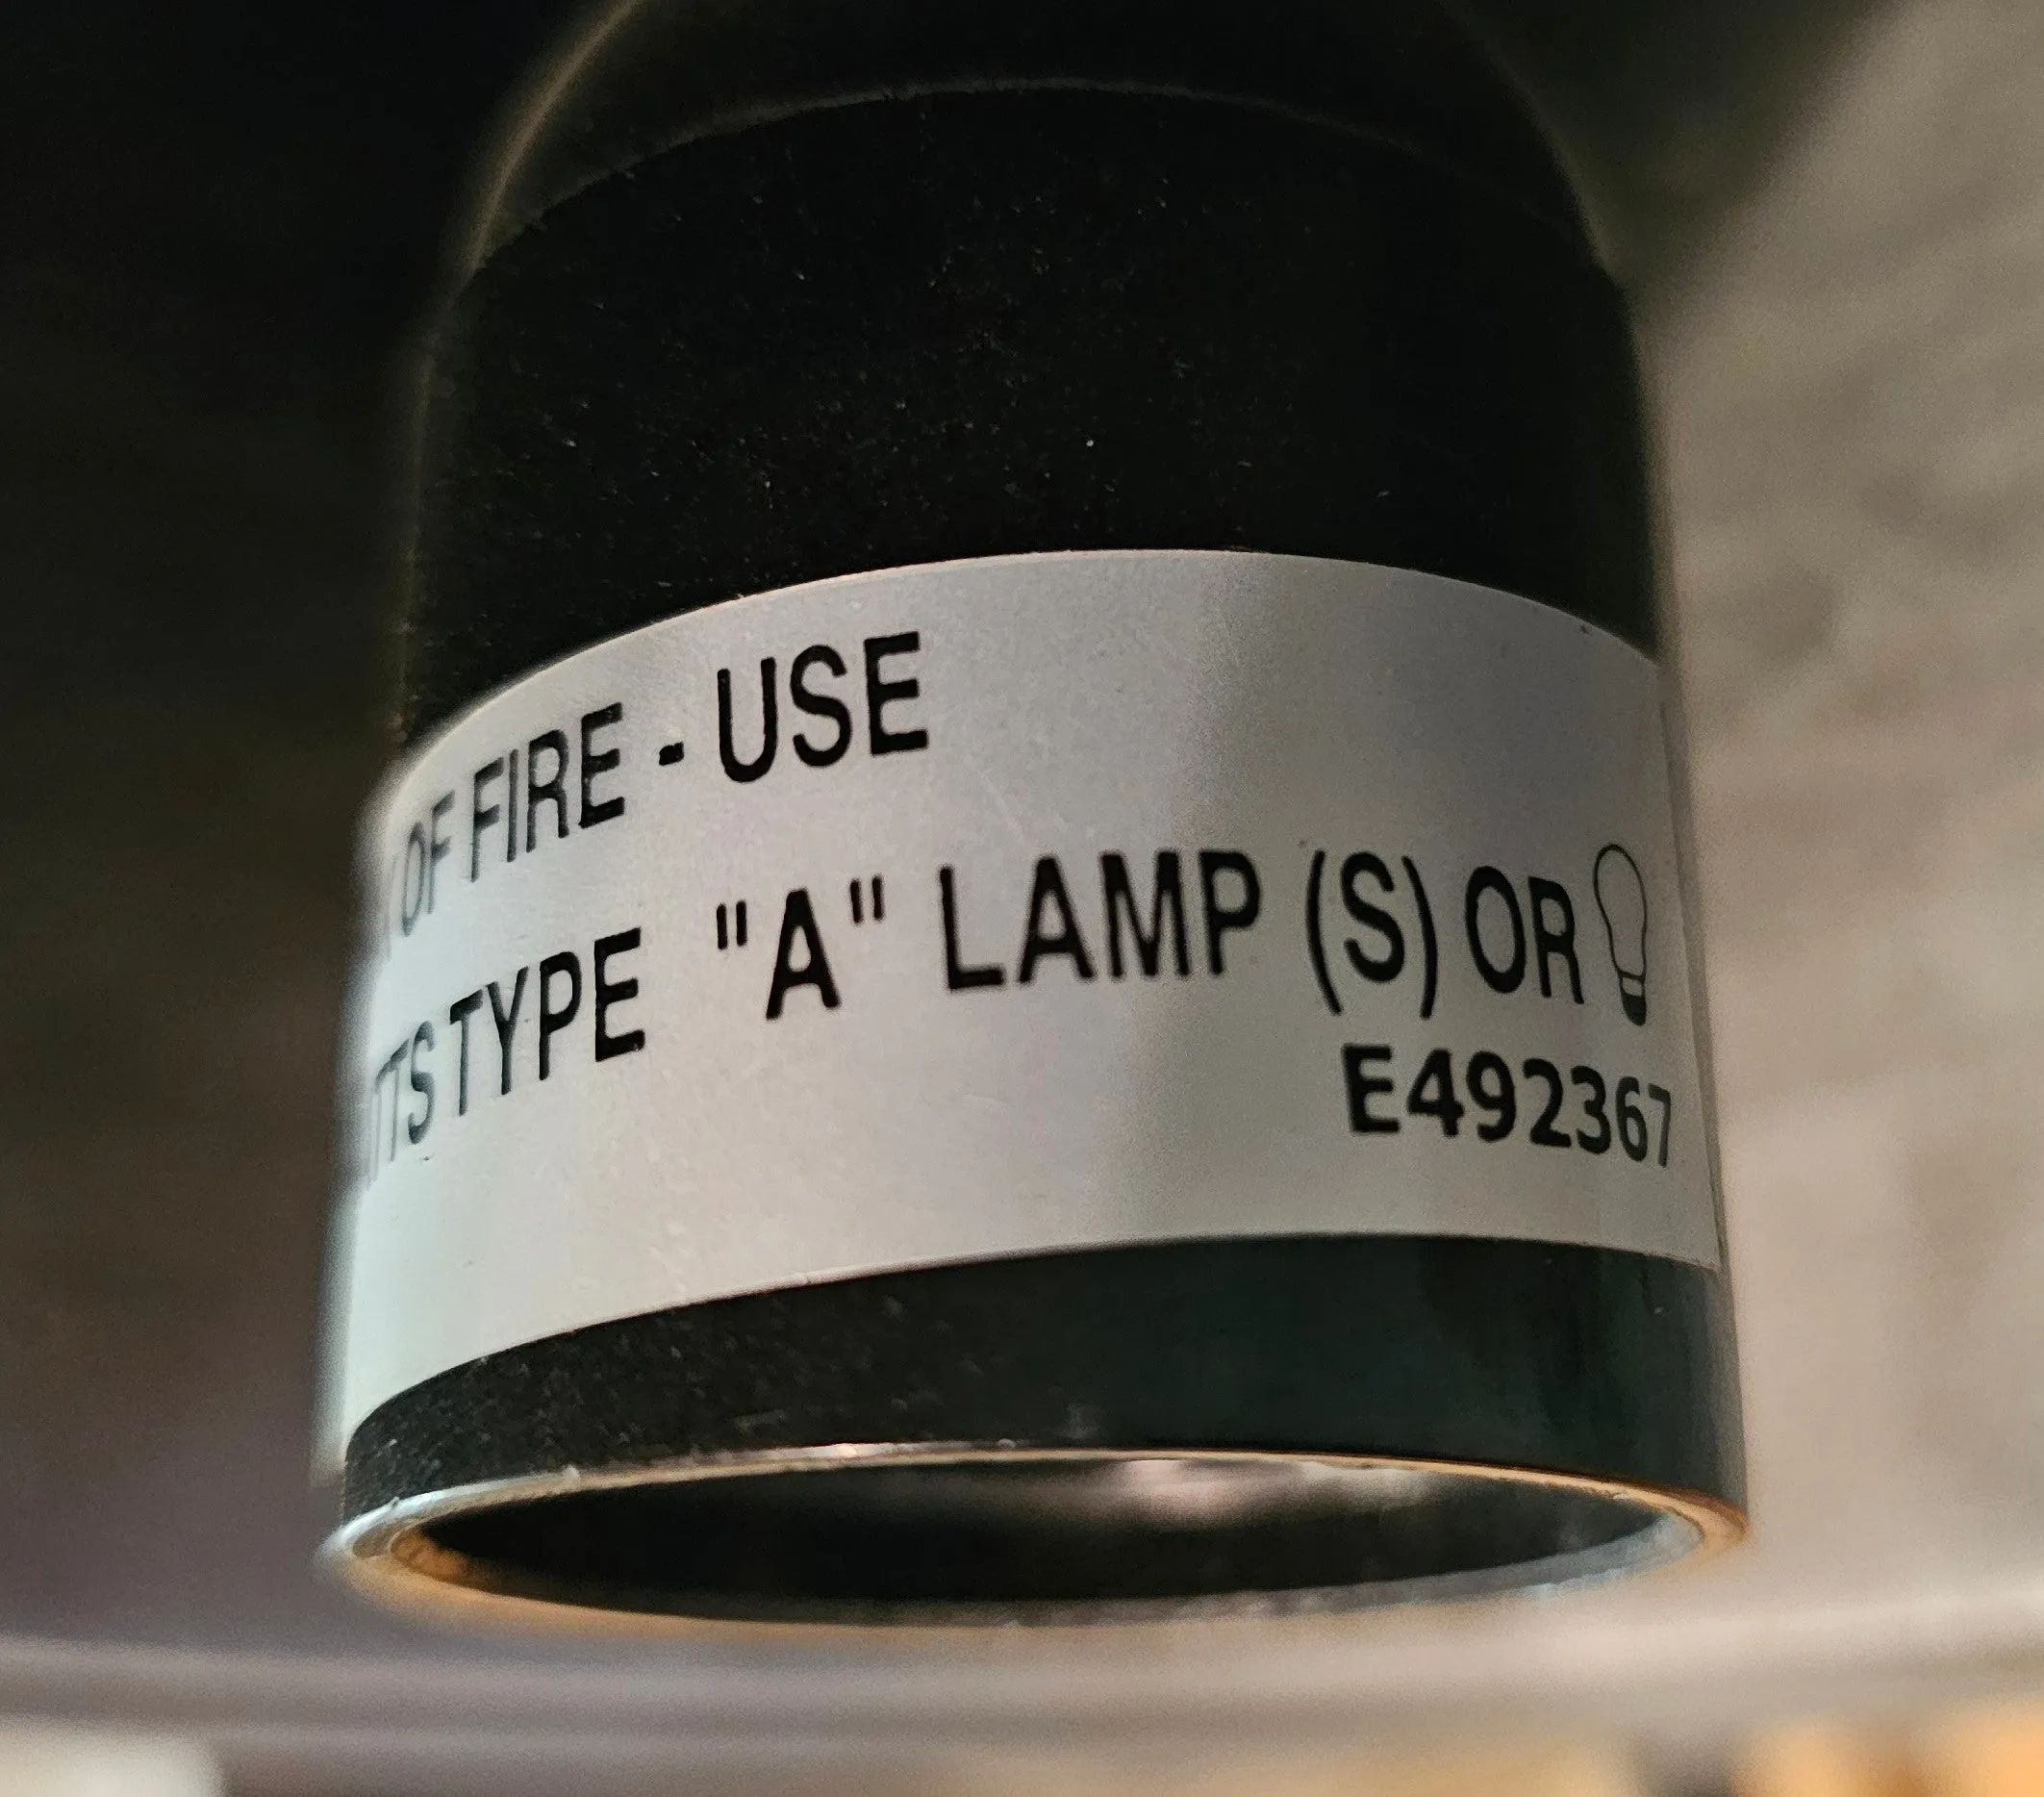 OF FIRE - USE
TYPE "A" LAMP (S) OR
E492367